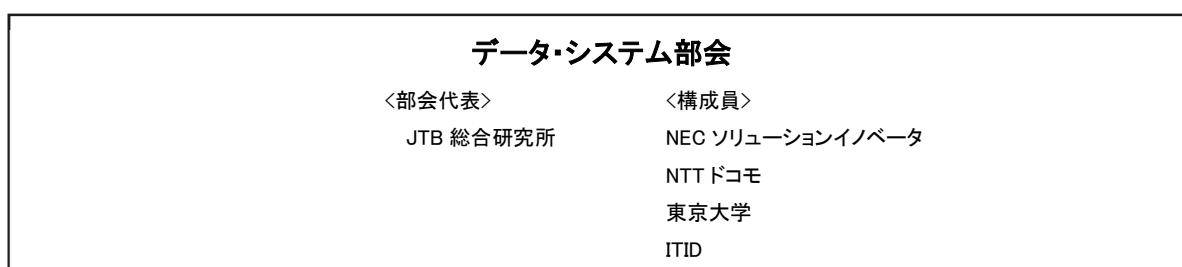 データ・システム部会
<部会代表> <構成員>
JTB 総合研究所 NEC ソリューションイノベータ
NTT ドコモ
東京大学
ITID